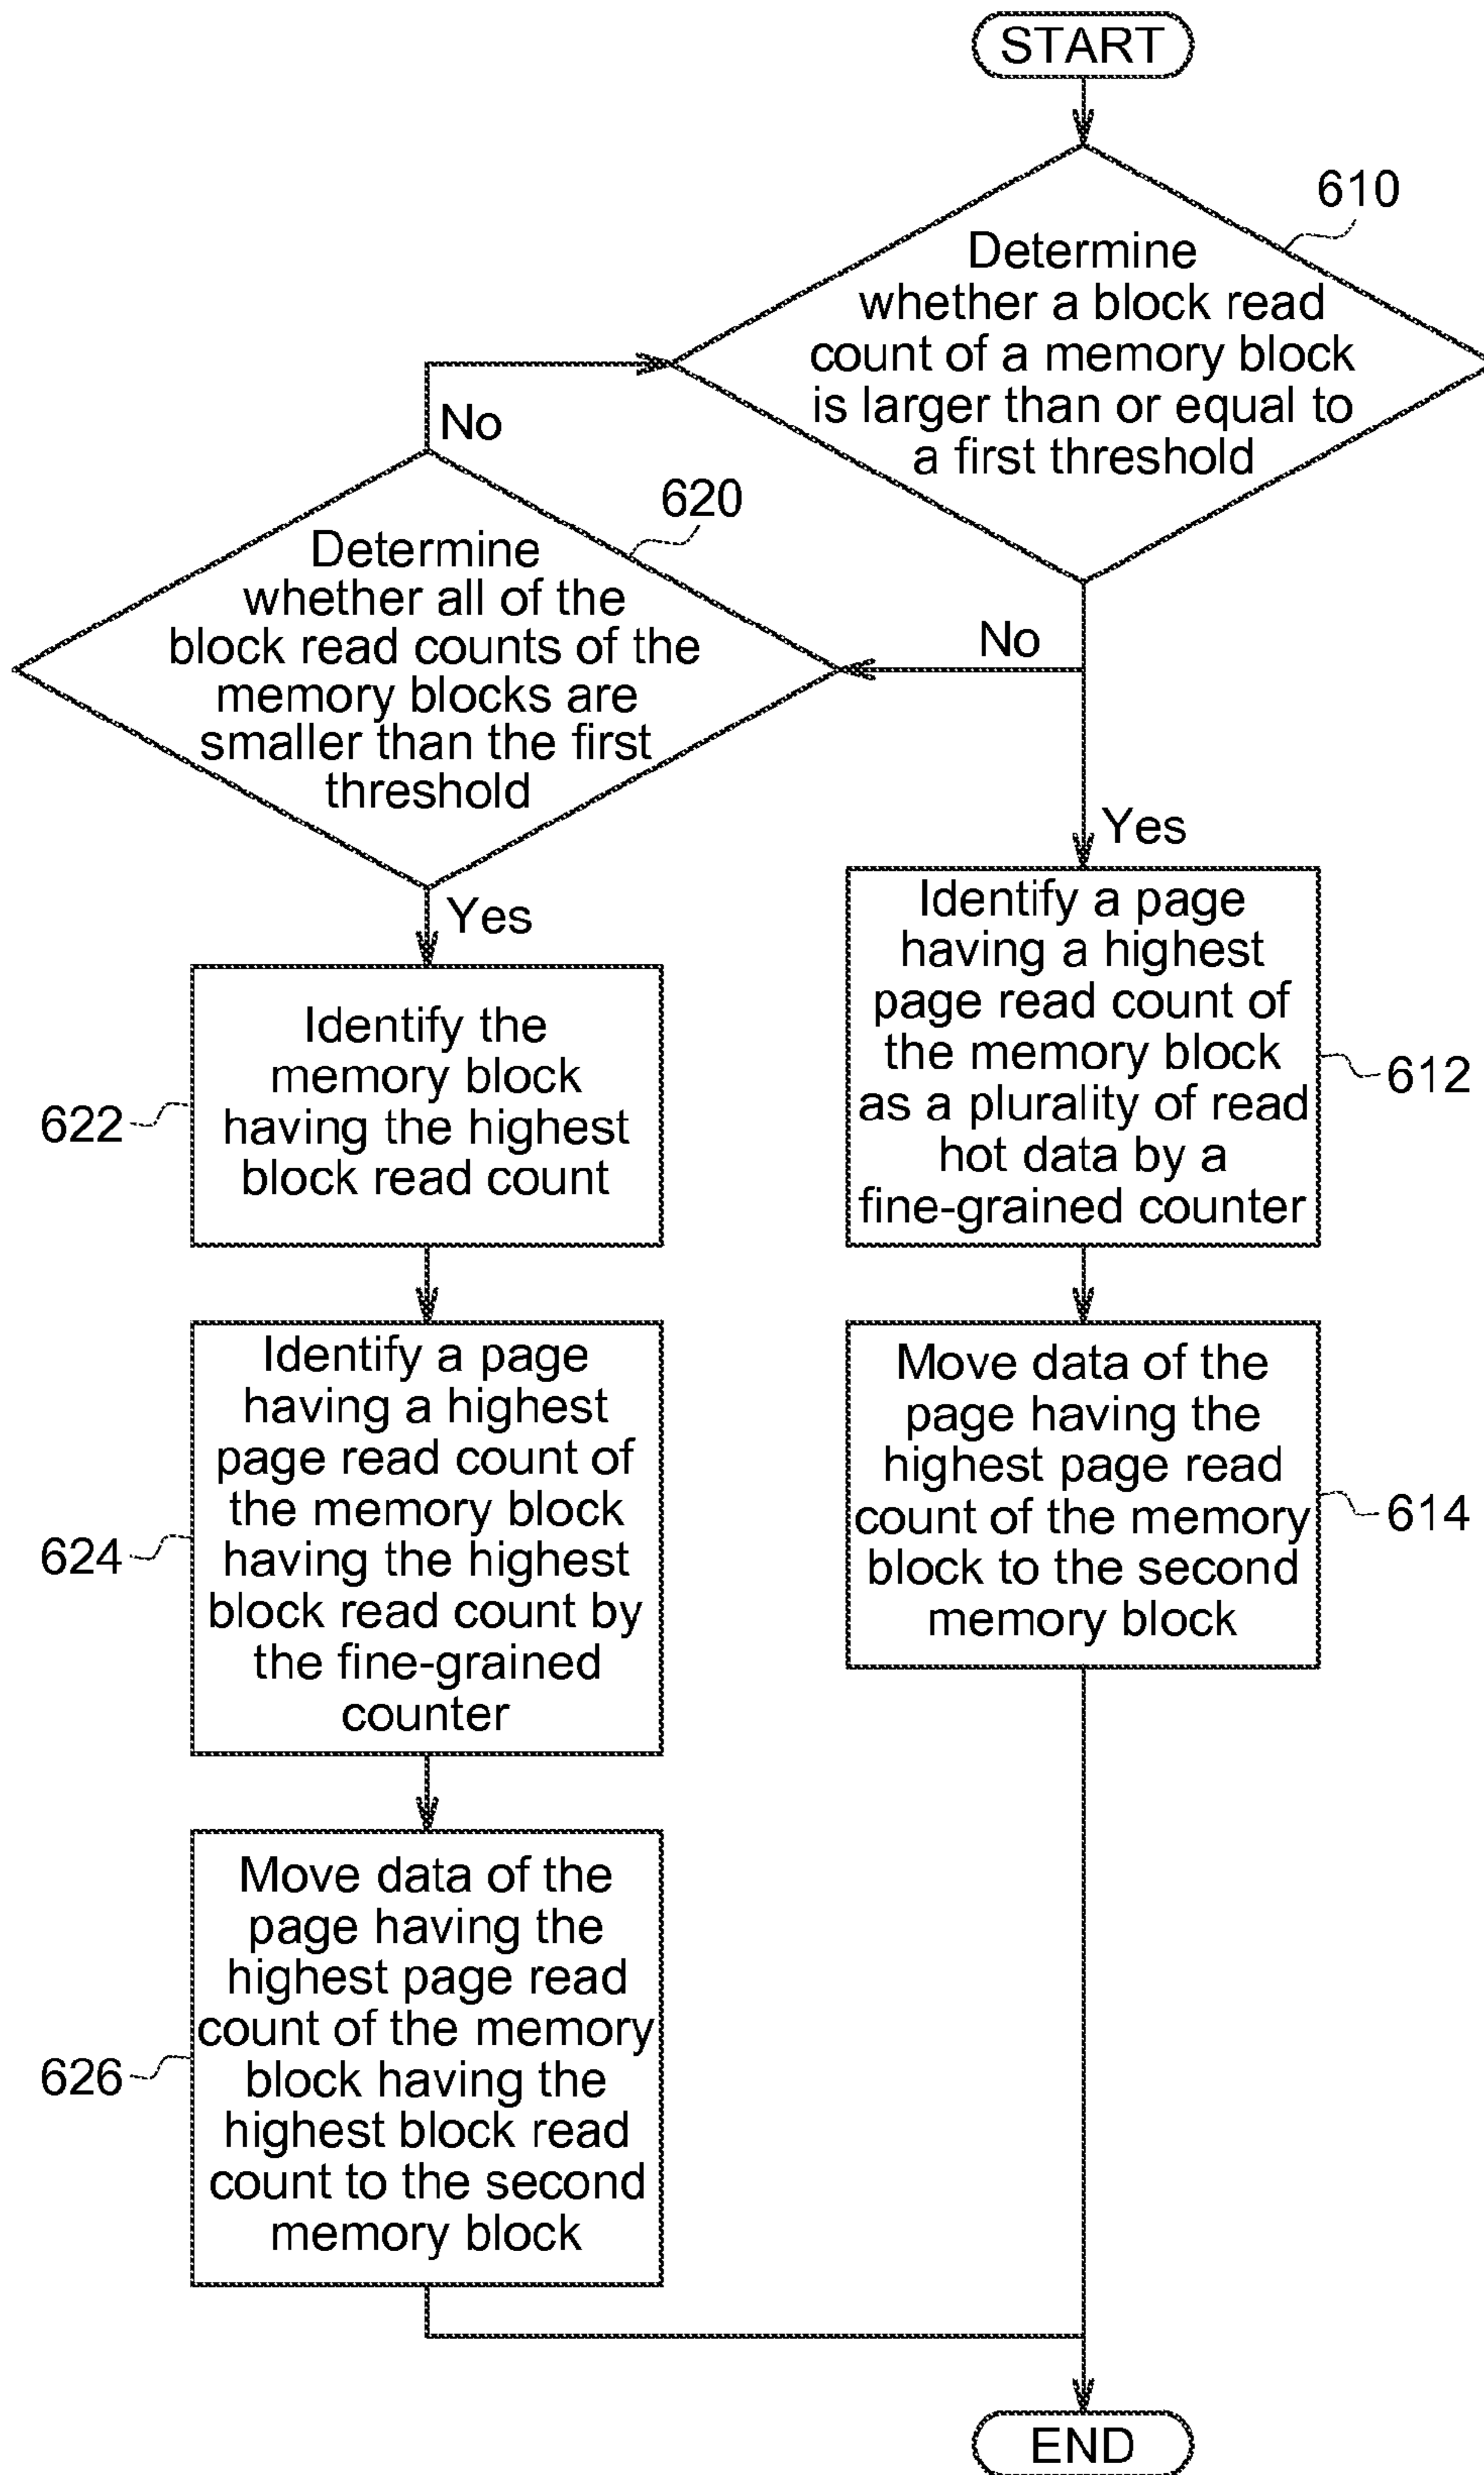 START
610
Determine
whether a block read
count of a memory block
is larger than or equal to
a first threshold
No
620
Determine
whether all of the
block read counts of the
memory blocks are
smaller than the first
threshold
No
Yes
Yes
622
Identify the
memory block
having the highest
block read count
Identify a page
having a highest
page read count of
the memory block
as a plurality of read
hot data by a
fine-grained counter
612
624
Identify a page
having a highest
page read count of
the memory block
having the highest
block read count by
the fine-grained
counter
Move data of the
page having the
highest page read
count of the memory
block to the second
memory block
614
626
Move data of the
page having the
highest page read
count of the memory
block having the
highest block read
count to the second
memory block
END